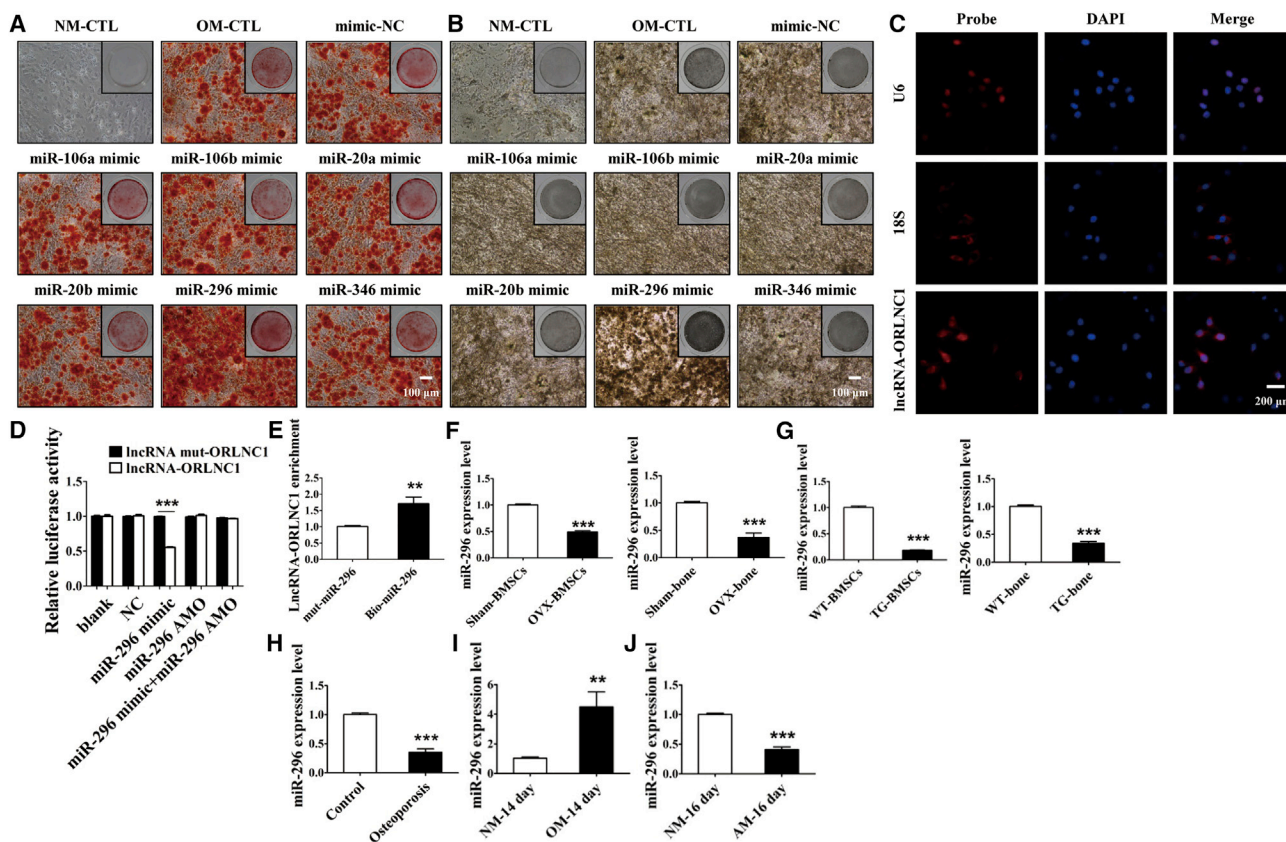 A
NM-CTL OM-CTL mimic-NC
miR-106a mimic miR-106b mimic miR-20a mimic
miR-20b mimic miR-296 mimic miR-346 mimic
100 μm
B
NM-CTL OM-CTL mimic-NC
miR-106a mimic miR-106b mimic miR-20a mimic
miR-20b mimic miR-296 mimic miR-346 mimic
100 μm
C
Probe DAPI Merge
U6
18S
lncRNA-ORLNC1
200 μm
D
lncRNA mut-ORLNC1
lncRNA-ORLNC1
Relative luciferase activity
1.5
1.0
0.5
0.0
***
blank
NC
miR-296 mimic
miR-296 AMO
miR-296 mimic+miR-296 AMO
E
LncRNA-ORLNC1 enrichment
2.5
2.0
1.5
1.0
0.5
0.0
**
mut-miR-296
Bio-miR-296
F
miR-296 expression level
1.5
1.0
0.5
0.0
***
Sham-BMSCs
OVX-BMSCs
miR-296 expression level
1.5
1.0
0.5
0.0
***
Sham-bone
OVX-bone
G
miR-296 expression level
1.5
1.0
0.5
0.0
***
WT-BMSCs
TG-BMSCs
miR-296 expression level
1.5
1.0
0.5
0.0
***
WT-bone
TG-bone
H
miR-296 expression level
1.5
1.0
0.5
0.0
***
Control
Osteoporosis
I
miR-296 expression level
6
4
2
0
**
NM-14 day
OM-14 day
J
miR-296 expression level
1.5
1.0
0.5
0.0
***
NM-16 day
AM-16 day